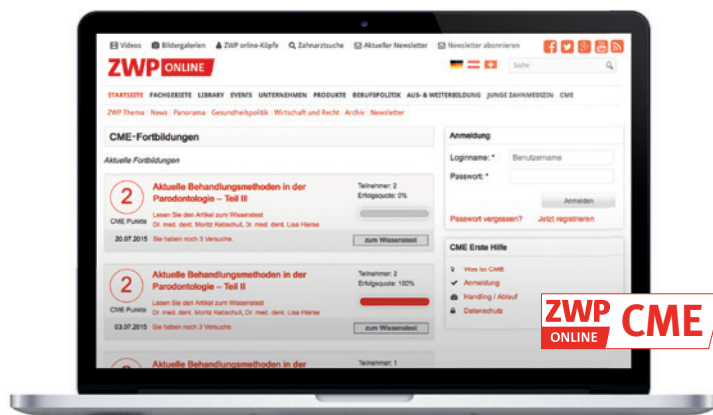 Videos Bildergalerien ZWP online-Köpfe Zahnarztsuche Aktueller Newsletter Newsletter abonnieren
ZWP ONLINE
Suche
STARTSEITE FACHGEBIETE LIBRARY EVENTS UNTERNEHMEN PRODUKTE BERUFSPOLITIK AUS- & WEITERBILDUNG JUNGE ZAHNMEDIZIN CME
ZWP Thema News Panorama Gesundheitspolitik Wirtschaft und Recht Archiv Newsletter
CME-Fortbildungen
Aktuelle Fortbildungen
2
CME Punkte
Aktuelle Behandlungsmethoden in der
Parodontologie – Teil III
Lesen Sie den Artikel zum Wissenstest
Dr. med. dent. Moritz Kebschull, Dr. med. dent. Lisa Hierse
Teilnehmer: 2
Erfolgsquote: 0%
20.07.2015 Sie haben noch 3 Versuche.
zum Wissenstest
2
CME Punkte
Aktuelle Behandlungsmethoden in der
Parodontologie – Teil II
Lesen Sie den Artikel zum Wissenstest
Dr. med. dent. Moritz Kebschull, Dr. med. dent. Lisa Hierse
Teilnehmer: 2
Erfolgsquote: 100%
03.07.2015 Sie haben noch 3 Versuche.
zum Wissenstest
Aktuelle Behandlungsmethoden in der
Teilnehmer: 1
Anmeldung
Loginname: * Benutzername
Passwort: *
Anmelden
Passwort vergessen? Jetzt registrieren
CME Erste Hilfe
Was ist CME
Anmeldung
Handling / Ablauf
Datenschutz
ZWP ONLINE CME